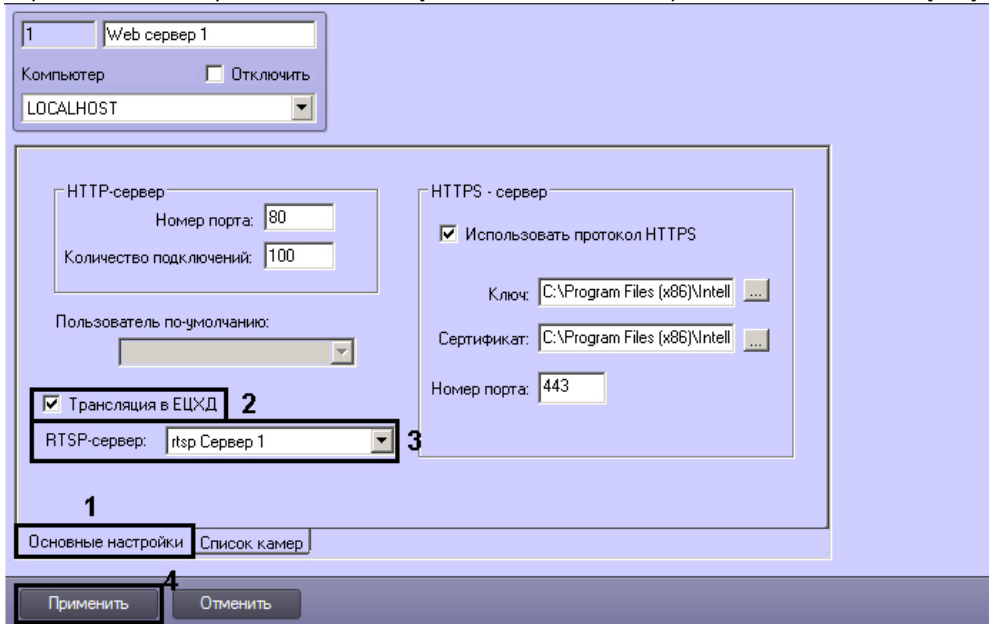 1 Web сервер 1
Компьютер Отключить
LOCALHOST
HTTP-сервер
Номер порта: 80
Количество подключений: 100
Пользователь по-умолчанию:
Трансляция в ЕЦХД 2
RTSP-сервер: rtsp Сервер 1 3
HTTPS - сервер
Использовать протокол HTTPS
Ключ: C:\Program Files (x86)\Intell ...
Сертификат: C:\Program Files (x86)\Intell ...
Номер порта: 443
1
Основные настройки Список камер
4
Применить Отменить